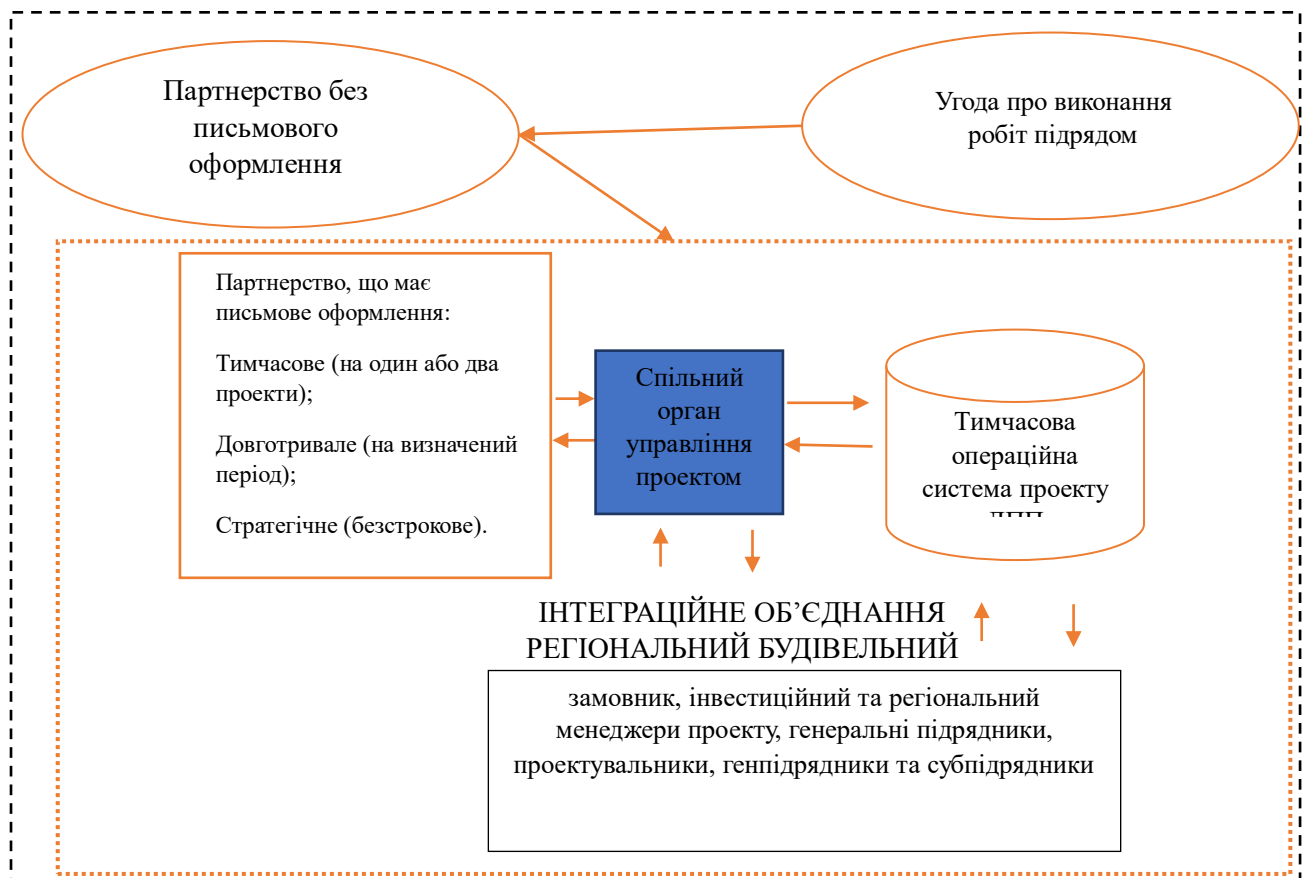 Партнерство без
письмового
оформлення
Угода про виконання
робіт підрядом
Партнерство, що має
письмове оформлення:
Тимчасове (на один або два
проекти);
Довготривале (на визначений
період);
Стратегічне (безстрокове).
Спільний
орган
управління
проектом
Тимчасова
операційна
система проекту
ІНТЕГРАЦІЙНЕ ОБ’ЄДНАННЯ
РЕГІОНАЛЬНИЙ БУДІВЕЛЬНИЙ
замовник, інвестиційний та регіональний
менеджери проекту, генеральні підрядники,
проектувальники, генпідрядники та субпідрядники